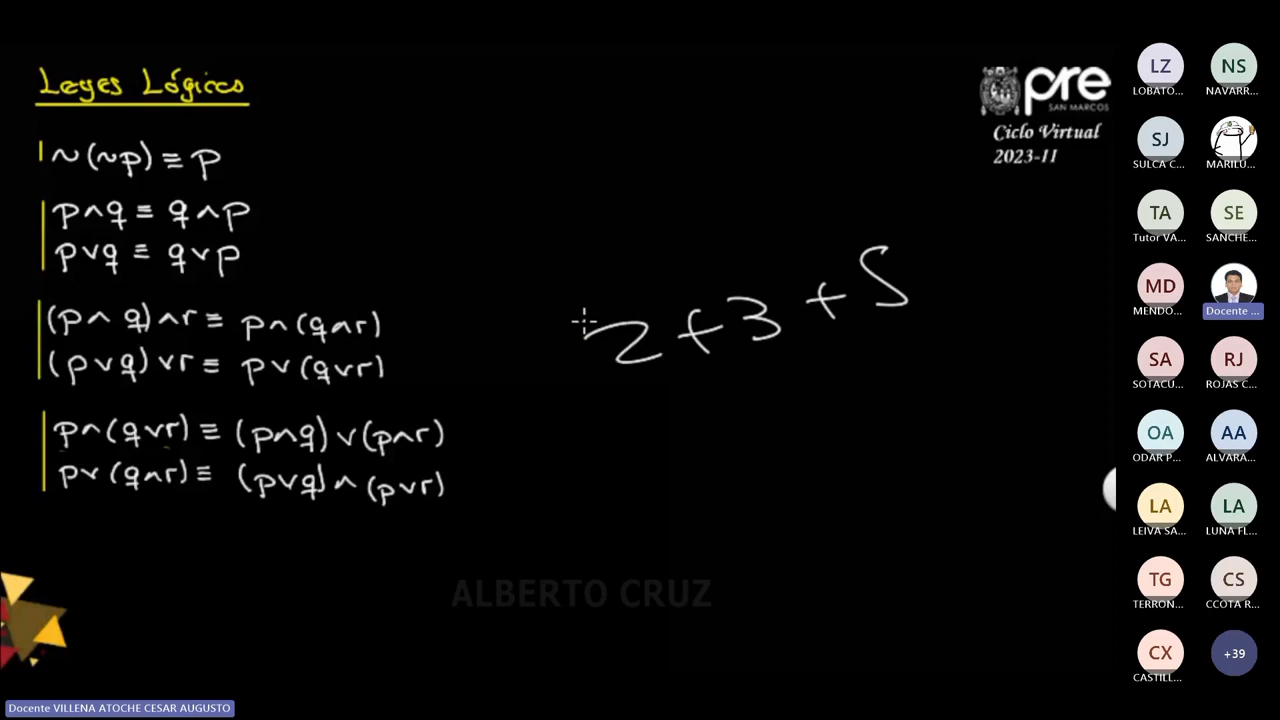 Leyes Lógicas
~(~p) ≡ p
p∧q ≡ q∧p
p∨q ≡ q∨p
(p∧q)∧r ≡ p∧(q∧r)
(p∨q)∨r ≡ p∨(q∨r)
p∧(q∨r) ≡ (p∧q)∨(p∧r)
p∨(q∧r) ≡ (p∨q)∧(p∨r)
2+3+5
pre
SAN MARCOS
Ciclo Virtual
2023-II
ALBERTO CRUZ
Docente VILLENA ATOCHE CESAR AUGUSTO
LZ NS
LOBATO... NAVARR...
SJ
SULCA C... MARILÚ...
TA SE
Tutor VA... SANCHE...
MD
MENDO... Docente ...
SA RJ
SOTACU... ROJAS C...
OA AA
ODAR P... ALVARA...
LA LA
LEIVA SA... LUNA FL...
TG CS
TERRON... CCOTA R...
CX +39
CASTILL...